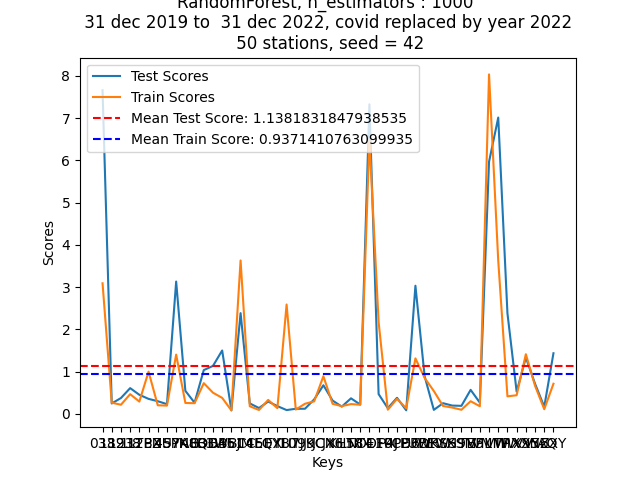 RandomForest, n_estimators : 1000
31 dec 2019 to 31 dec 2022, covid replaced by year 2022
50 stations, seed = 42
Test Scores
Train Scores
Mean Test Score: 1.1381831847938535
Mean Train Score: 0.9371410763099935
8
7
6
5
4
3
2
1
0
Scores
Keys